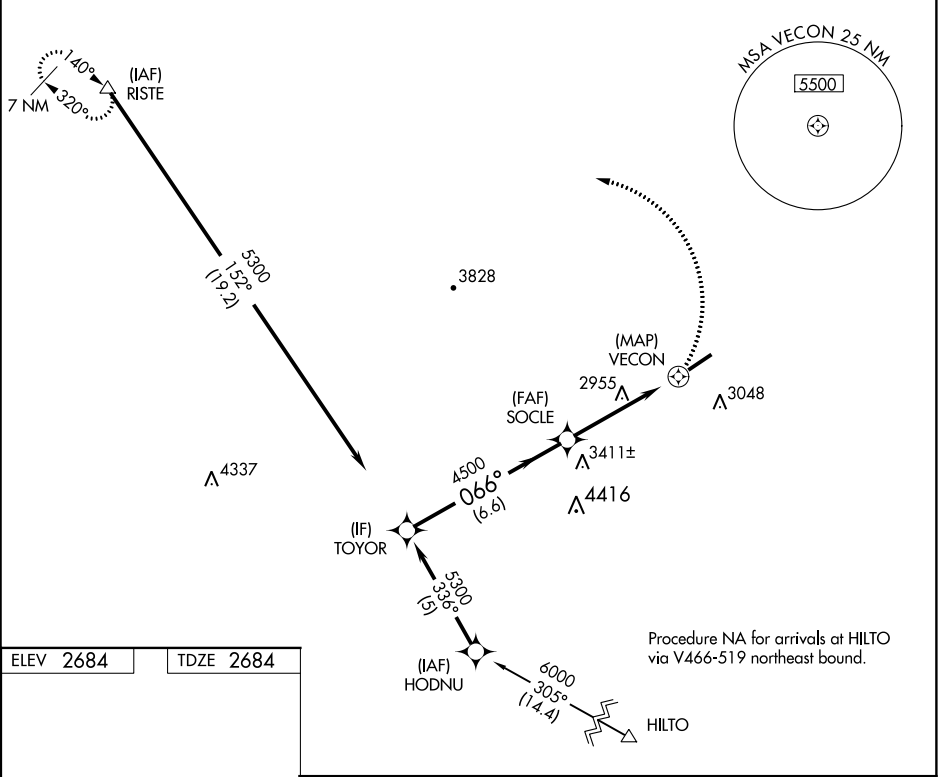 MSA VECON 25 NM
5500
140°
320°
7 NM
(IAF)
RISTE
5300
152°
(19.2)
3828
(MAP)
VECON
2955
3048
(FAF)
SOCLE
3411±
4416
4337
4500
066°
(6.6)
(IF)
TOYOR
5300
336°
(5)
(IAF)
HODNU
6000
305°
(14.4)
HILTO
Procedure NA for arrivals at HILTO
via V466-519 northeast bound.
ELEV 2684
TDZE 2684